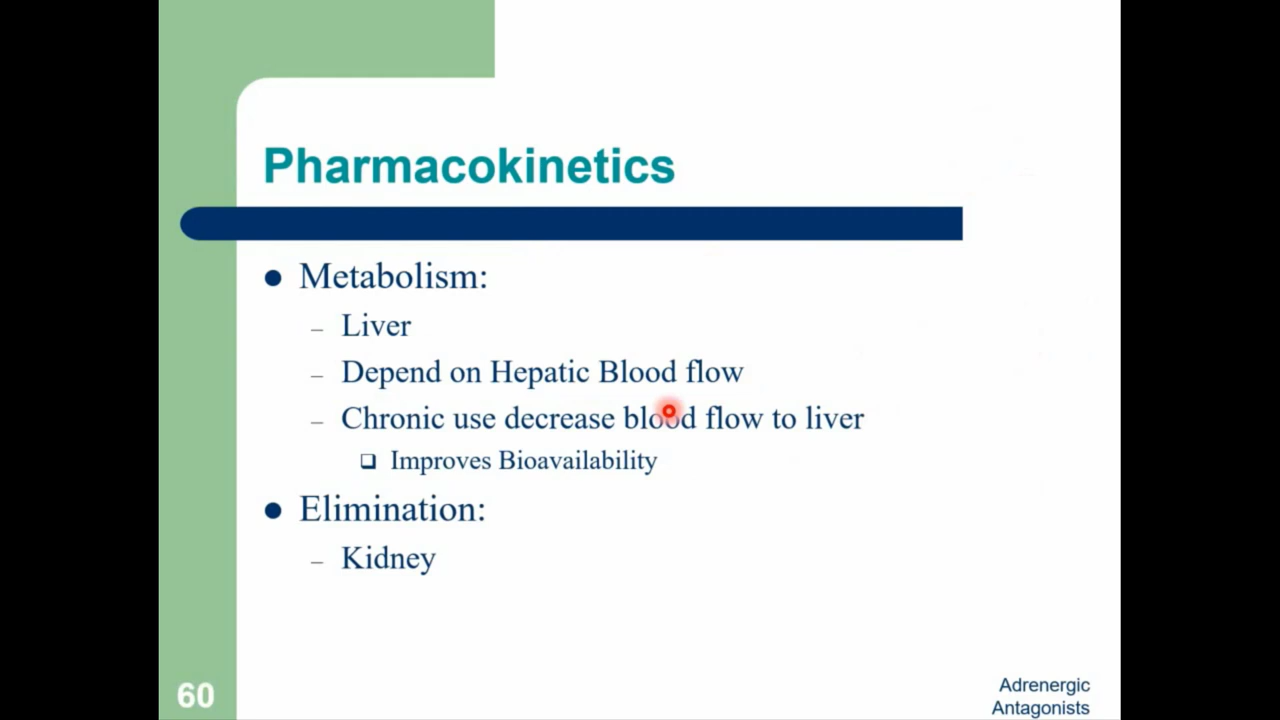 Pharmacokinetics
Metabolism:
Liver
Depend on Hepatic Blood flow
Chronic use decrease blood flow to liver
Improves Bioavailability
Elimination:
Kidney
60
Adrenergic
Antagonists